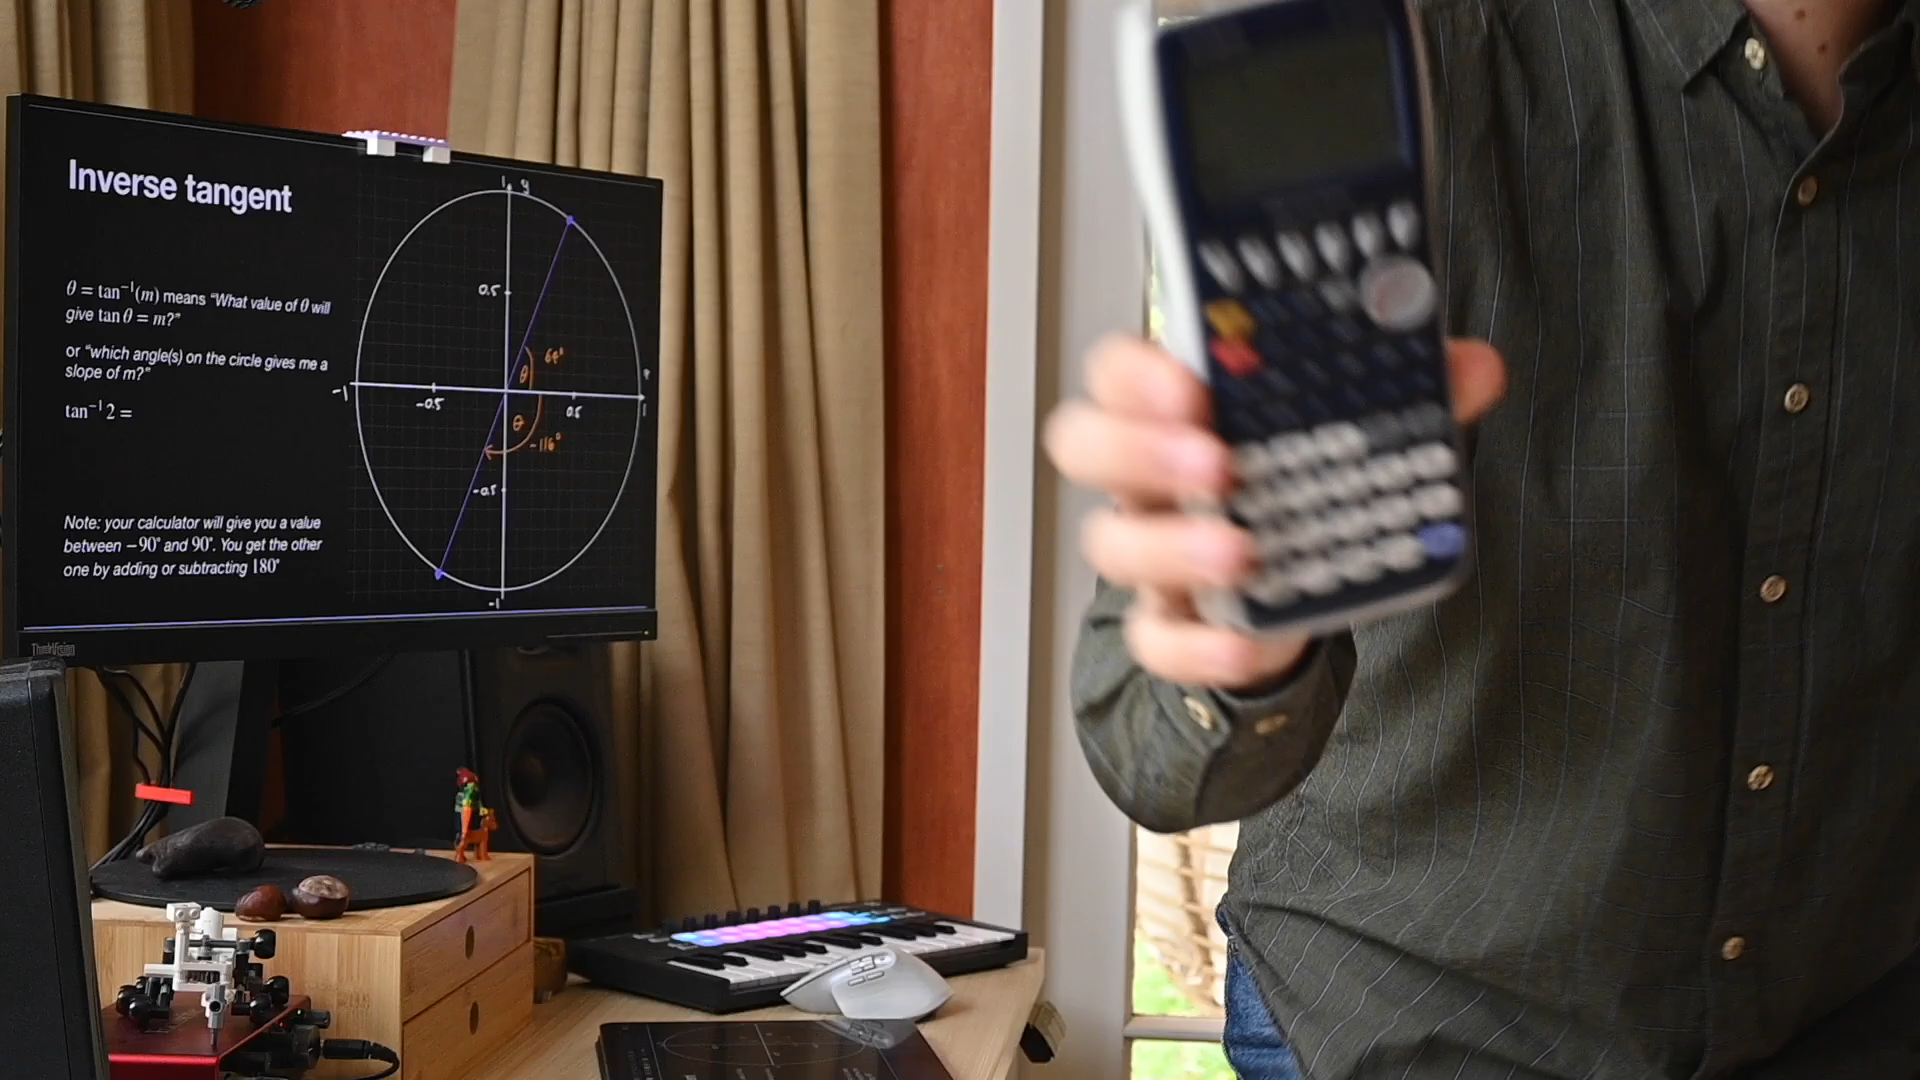 Inverse tangent
θ = tan⁻¹(m) means "What value of θ will
give tan θ = m?"
or "which angle(s) on the circle gives me a
slope of m?"
tan⁻¹ 2 =
Note: your calculator will give you a value
between −90° and 90°. You get the other
one by adding or subtracting 180°
1 y
0.5
64°
θ
-1
-0.5
0.5
1
θ
-116°
-0.5
-1
ThinkVision